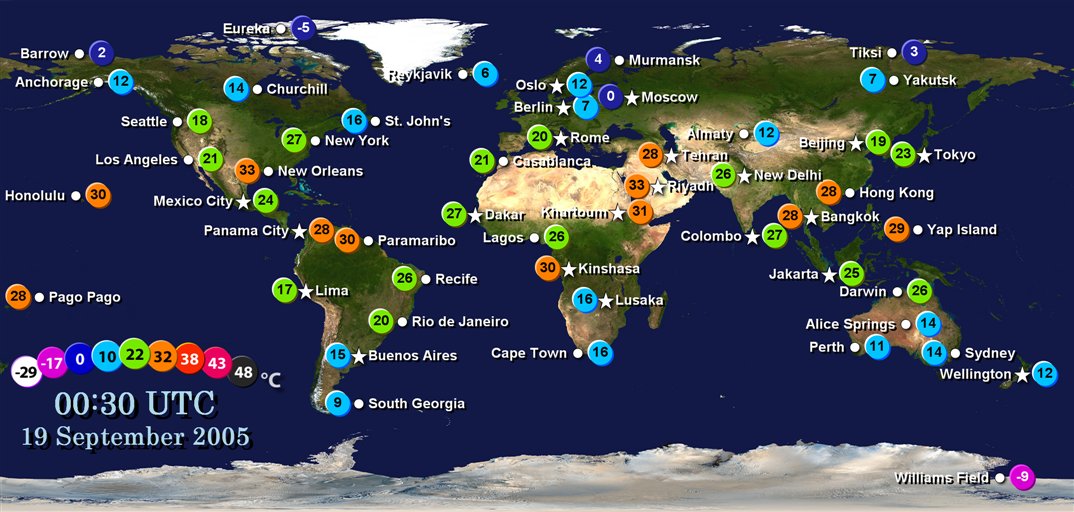 Eureka -5
Barrow 2
4 Murmansk
Tiksi 3
Anchorage 12
Reykjavik 6
7 Yakutsk
14 Churchill
Oslo 12
0 Moscow
Berlin 7
Seattle 18
16 St. John's
27 New York
20 Rome
Almaty 12
Beijing 19
23 Tokyo
Los Angeles 21
21 Casablanca
28 Tehran
33 New Orleans
26 New Delhi
33 Riyadh
Honolulu 30
Mexico City 24
28 Hong Kong
27 Dakar
Khartoum 31
28 Bangkok
Panama City 28
30 Paramaribo
Lagos 26
Colombo 27
29 Yap Island
30 Kinshasa
Jakarta 25
26 Recife
17 Lima
Darwin 26
28 Pago Pago
16 Lusaka
20 Rio de Janeiro
Alice Springs 14
15 Buenos Aires
Cape Town 16
Perth 11
14 Sydney
Wellington 12
-29 -17 0 10 22 32 38 43 48 °C
9 South Georgia
00:30 UTC
19 September 2005
Williams Field -9